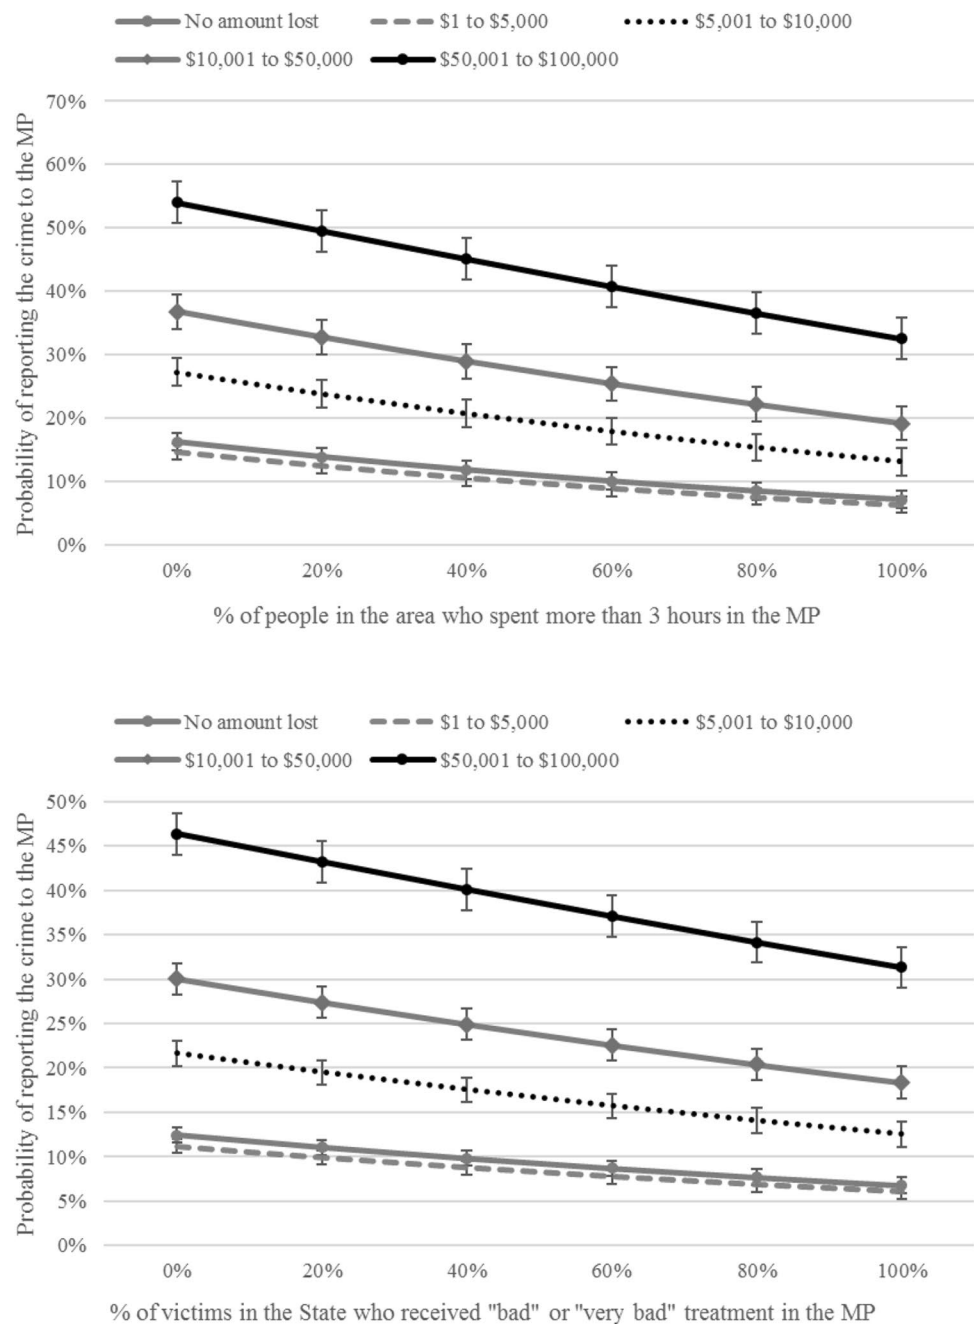 No amount lost $1 to $5,000 $5,001 to $10,000
$10,001 to $50,000 $50,001 to $100,000
Probability of reporting the crime to the MP
70%
60%
50%
40%
30%
20%
10%
0%
0% 20% 40% 60% 80% 100%
% of people in the area who spent more than 3 hours in the MP
No amount lost $1 to $5,000 $5,001 to $10,000
$10,001 to $50,000 $50,001 to $100,000
Probability of reporting the crime to the MP
50%
45%
40%
35%
30%
25%
20%
15%
10%
5%
0%
0% 20% 40% 60% 80% 100%
% of victims in the State who received "bad" or "very bad" treatment in the MP